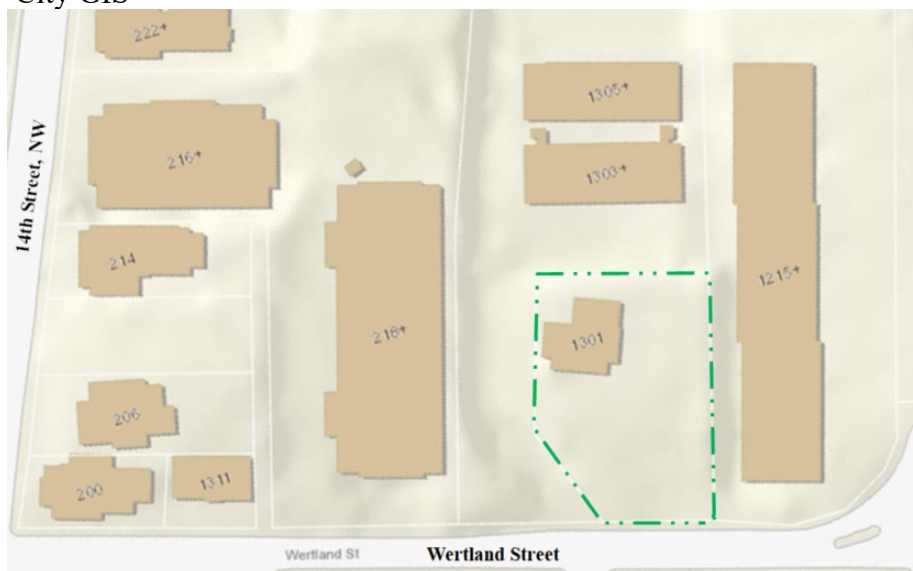 City GIS
222+
1305+
216+
1303+
14th Street, NW
214
1215+
218+
1301
206
200
1311
Wertland St
Wertland Street